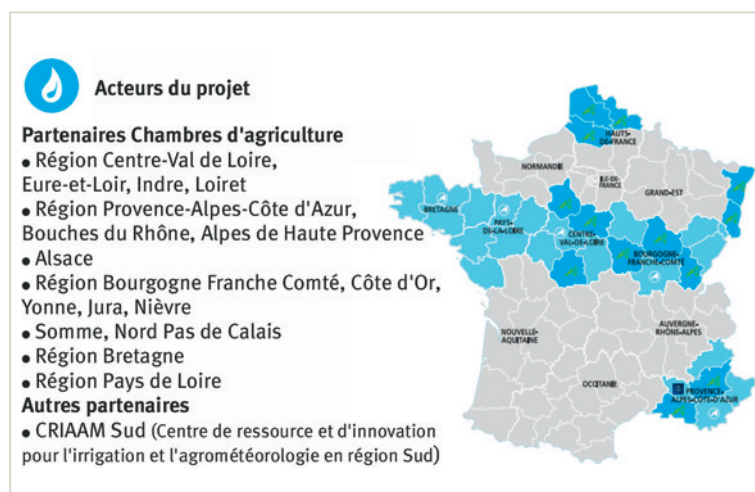 Acteurs du projet
Partenaires Chambres d'agriculture
• Région Centre-Val de Loire,
Eure-et-Loir, Indre, Loiret
• Région Provence-Alpes-Côte d'Azur,
Bouches du Rhône, Alpes de Haute Provence
• Alsace
• Région Bourgogne Franche Comté, Côte d'Or,
Yonne, Jura, Nièvre
• Somme, Nord Pas de Calais
• Région Bretagne
• Région Pays de Loire
Autres partenaires
• CRIAAM Sud (Centre de ressource et d'innovation
pour l'irrigation et l'agrométéorologie en région Sud)
HAUTS-
DE-FRANCE
NORMANDIE
ILE-DE-
FRANCE
GRAND-EST
BRETAGNE
PAYS-
DE-LA-LOIRE
CENTRE-
VAL-DE-LOIRE
BOURGOGNE-
FRANCHE-COMTÉ
NOUVELLE-
AQUITAINE
AUVERGNE-
RHÔNE-ALPES
OCCITANIE
PROVENCE-
ALPES-CÔTE-D'AZUR